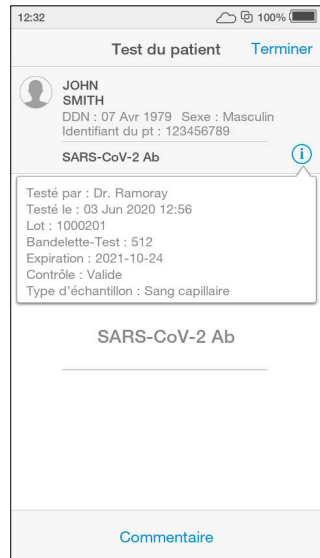 12:32 100%
Test du patient Terminer
JOHN
SMITH
DDN : 07 Avr 1979 Sexe : Masculin
Identifiant du pt : 123456789
SARS-CoV-2 Ab i
Testé par : Dr. Ramoray
Testé le : 03 Jun 2020 12:56
Lot : 1000201
Bandelette-Test : 512
Expiration : 2021-10-24
Contrôle : Valide
Type d'échantillon : Sang capillaire
SARS-CoV-2 Ab
Commentaire